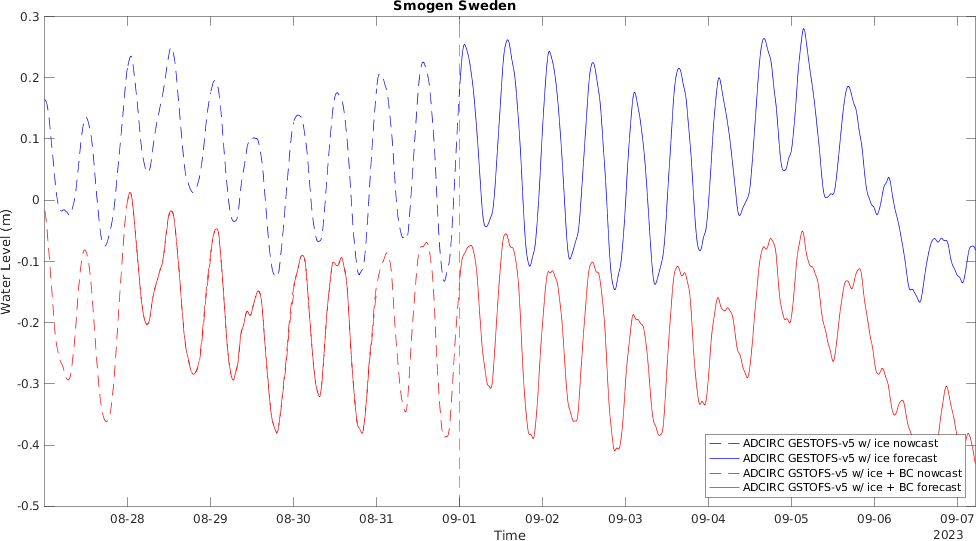 Smogen Sweden
0.3
0.2
0.1
0
-0.1
-0.2
-0.3
-0.4
-0.5
Water Level (m)
ADCIRC GESTOFS-v5 w/ ice nowcast
ADCIRC GESTOFS-v5 w/ ice forecast
ADCIRC GSTOFS-v5 w/ ice + BC nowcast
ADCIRC GSTOFS-v5 w/ ice + BC forecast
08-28 08-29 08-30 08-31 09-01 09-02 09-03 09-04 09-05 09-06 09-07
Time 2023